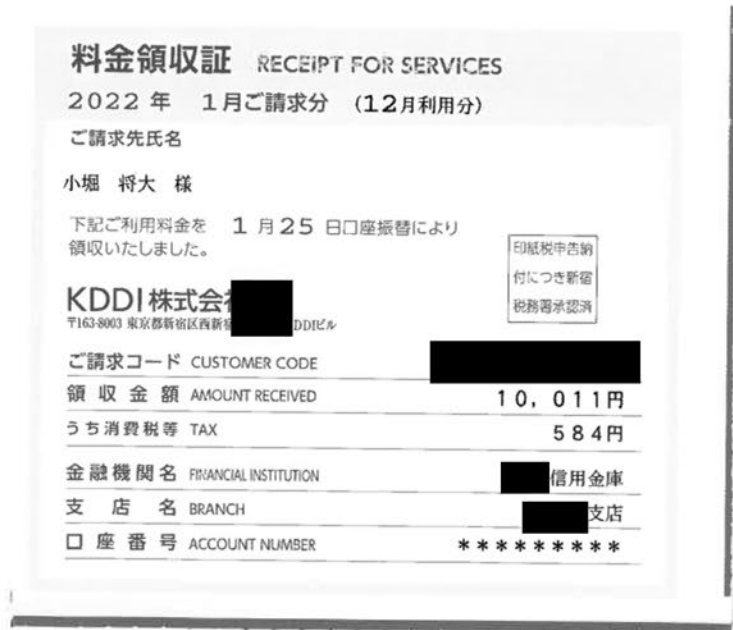 料金領収証 RECEIPT FOR SERVICES
2022年 1月ご請求分 (12月利用分)
ご請求先氏名
小堀 将大 様
下記ご利用料金を 1月25日口座振替により
領収いたしました。
印紙税申告納
付につき新宿
税務署承認済
KDDI株式会
〒163-8003 東京都新宿区西新宿 DDIビル
ご請求コード CUSTOMER CODE
領収金額 AMOUNT RECEIVED 10,011円
うち消費税等 TAX 584円
金融機関名 FINANCIAL INSTITUTION 信用金庫
支店名 BRANCH 支店
口座番号 ACCOUNT NUMBER *********